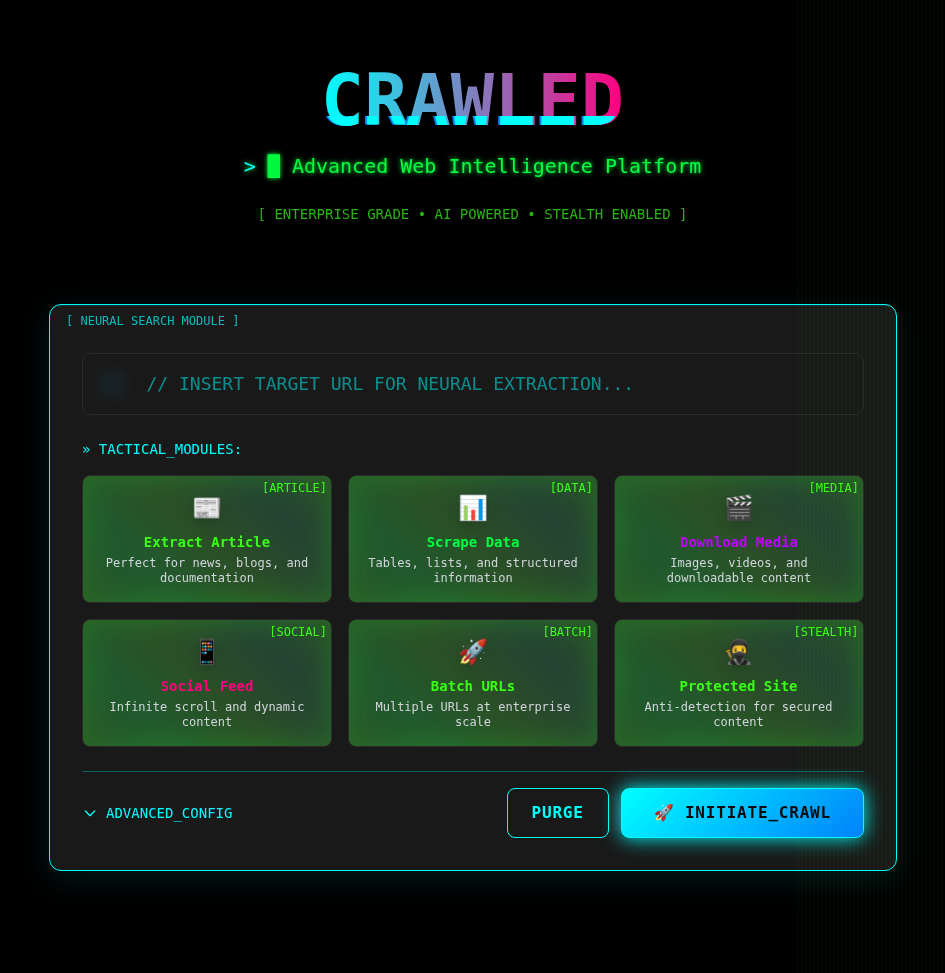 CRAWLED
> █ Advanced Web Intelligence Platform
[ ENTERPRISE GRADE • AI POWERED • STEALTH ENABLED ]
[ NEURAL SEARCH MODULE ]
// INSERT TARGET URL FOR NEURAL EXTRACTION...
» TACTICAL_MODULES:
[ARTICLE]
Extract Article
Perfect for news, blogs, and
documentation
[DATA]
Scrape Data
Tables, lists, and structured
information
[MEDIA]
Download Media
Images, videos, and
downloadable content
[SOCIAL]
Social Feed
Infinite scroll and dynamic
content
[BATCH]
Batch URLs
Multiple URLs at enterprise
scale
[STEALTH]
Protected Site
Anti-detection for secured
content
ADVANCED_CONFIG
PURGE
🚀 INITIATE_CRAWL